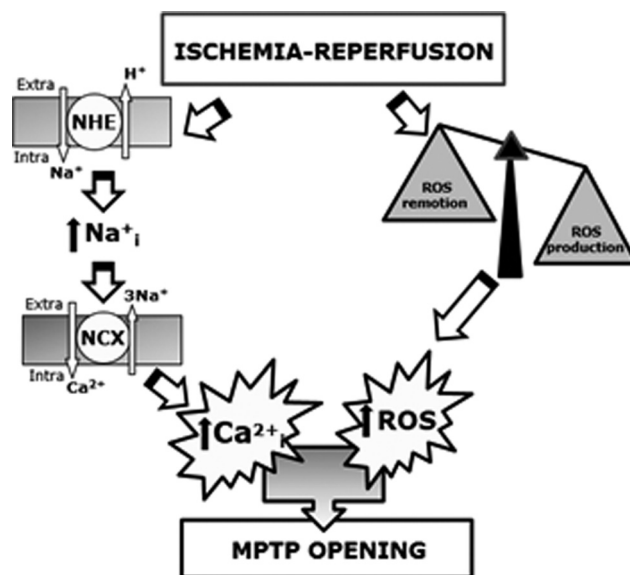 ISCHEMIA-REPERFUSION
Extra
H⁺
NHE
Intra
Na⁺
Na⁺i
Extra
3Na⁺
NCX
Intra
Ca²⁺
ROS
remotion
ROS
production
Ca²⁺i
ROS
MPTP OPENING